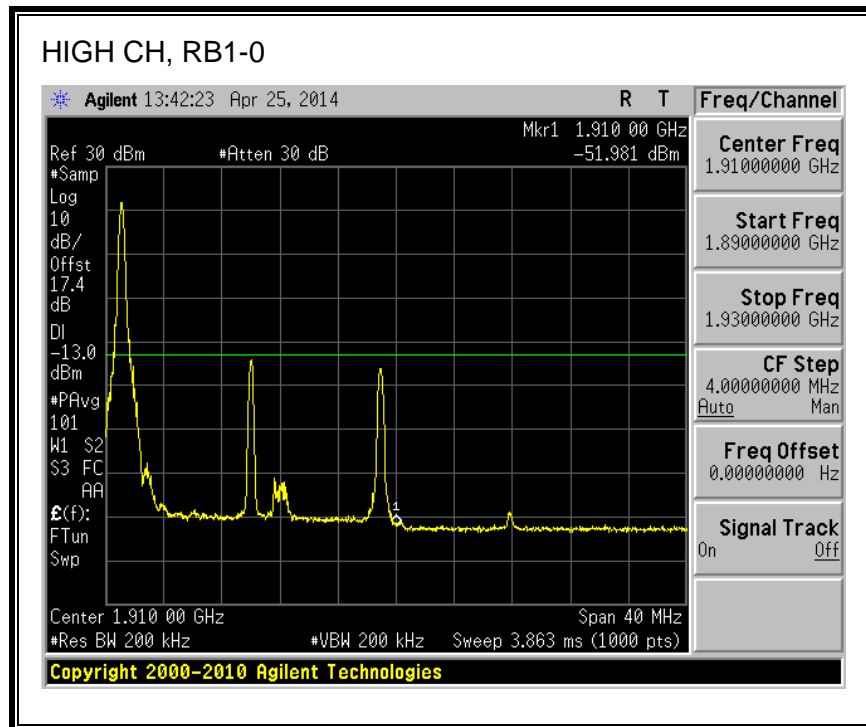 HIGH CH, RB1-0
Agilent 13:42:23 Apr 25, 2014 R T
Mkr1 1.910 00 GHz
Ref 30 dBm #Atten 30 dB -51.981 dBm
#Samp
Log
10
dB/
Offst
17.4
dB
DI
-13.0
dBm
#PAvg
101
W1 S2
S3 FC
AA
£(f):
FTun
Swp
1
Center 1.910 00 GHz Span 40 MHz
#Res BW 200 kHz #VBW 200 kHz Sweep 3.863 ms (1000 pts)
Copyright 2000-2010 Agilent Technologies
Freq/Channel
Center Freq
1.91000000 GHz
Start Freq
1.89000000 GHz
Stop Freq
1.93000000 GHz
CF Step
4.00000000 MHz
Auto Man
Freq Offset
0.00000000 Hz
Signal Track
On Off